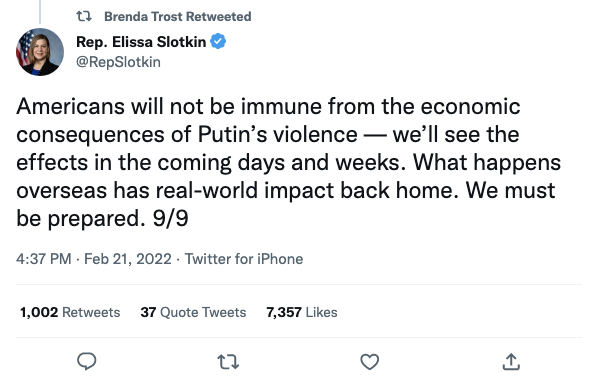 Brenda Trost Retweeted
Rep. Elissa Slotkin
@RepSlotkin
Americans will not be immune from the economic
consequences of Putin’s violence — we’ll see the
effects in the coming days and weeks. What happens
overseas has real-world impact back home. We must
be prepared. 9/9
4:37 PM · Feb 21, 2022 · Twitter for iPhone
1,002 Retweets 37 Quote Tweets 7,357 Likes